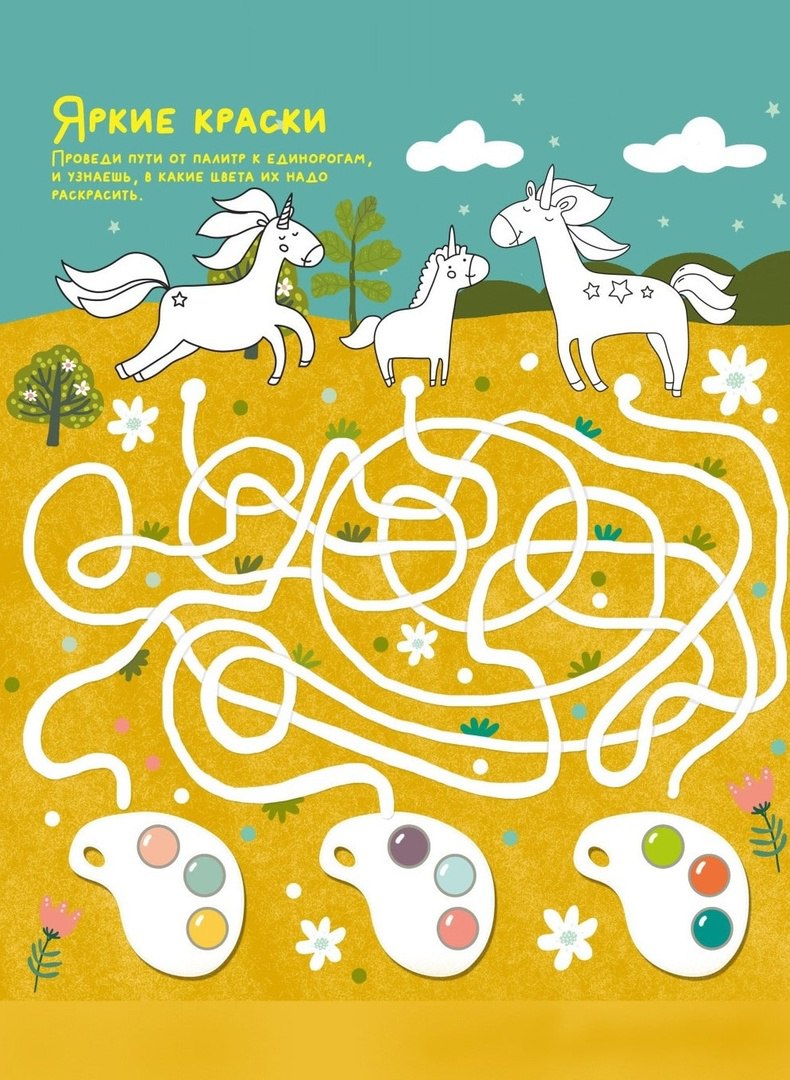 Яркие краски
Проведи пути от палитр к единорогам,
и узнаешь, в какие цвета их надо
раскрасить.